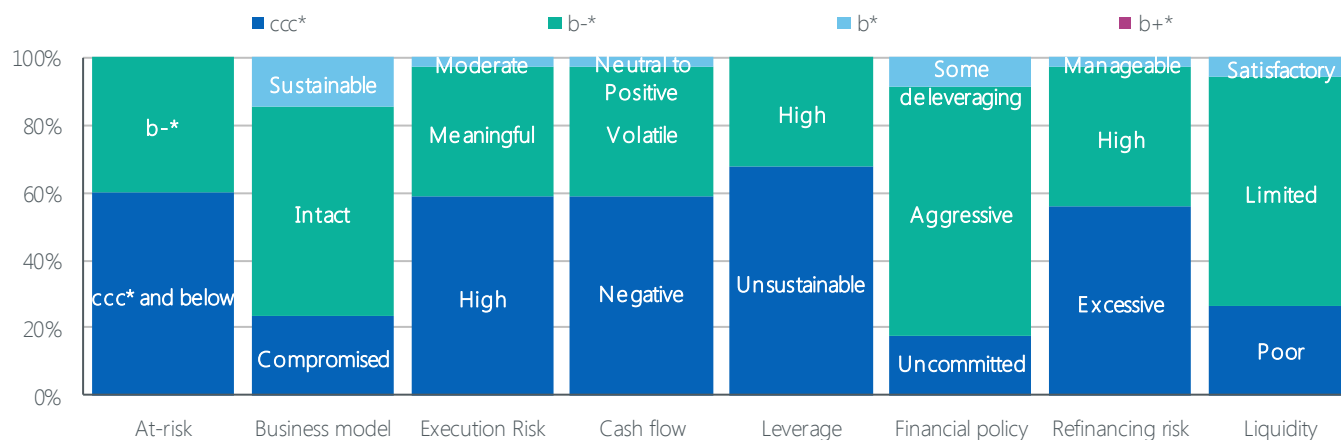 ccc* b-* b* b+*
100%
80%
60%
40%
20%
0%
b-*
ccc* and below
Sustainable
Intact
Compromised
Moderate
Meaningful
High
Neutral to
Positive
Volatile
Negative
High
Unsustainable
Some
deleveraging
Aggressive
Uncommitted
Manageable
High
Excessive
Satisfactory
Limited
Poor
At-risk Business model Execution Risk Cash flow Leverage Financial policy Refinancing risk Liquidity